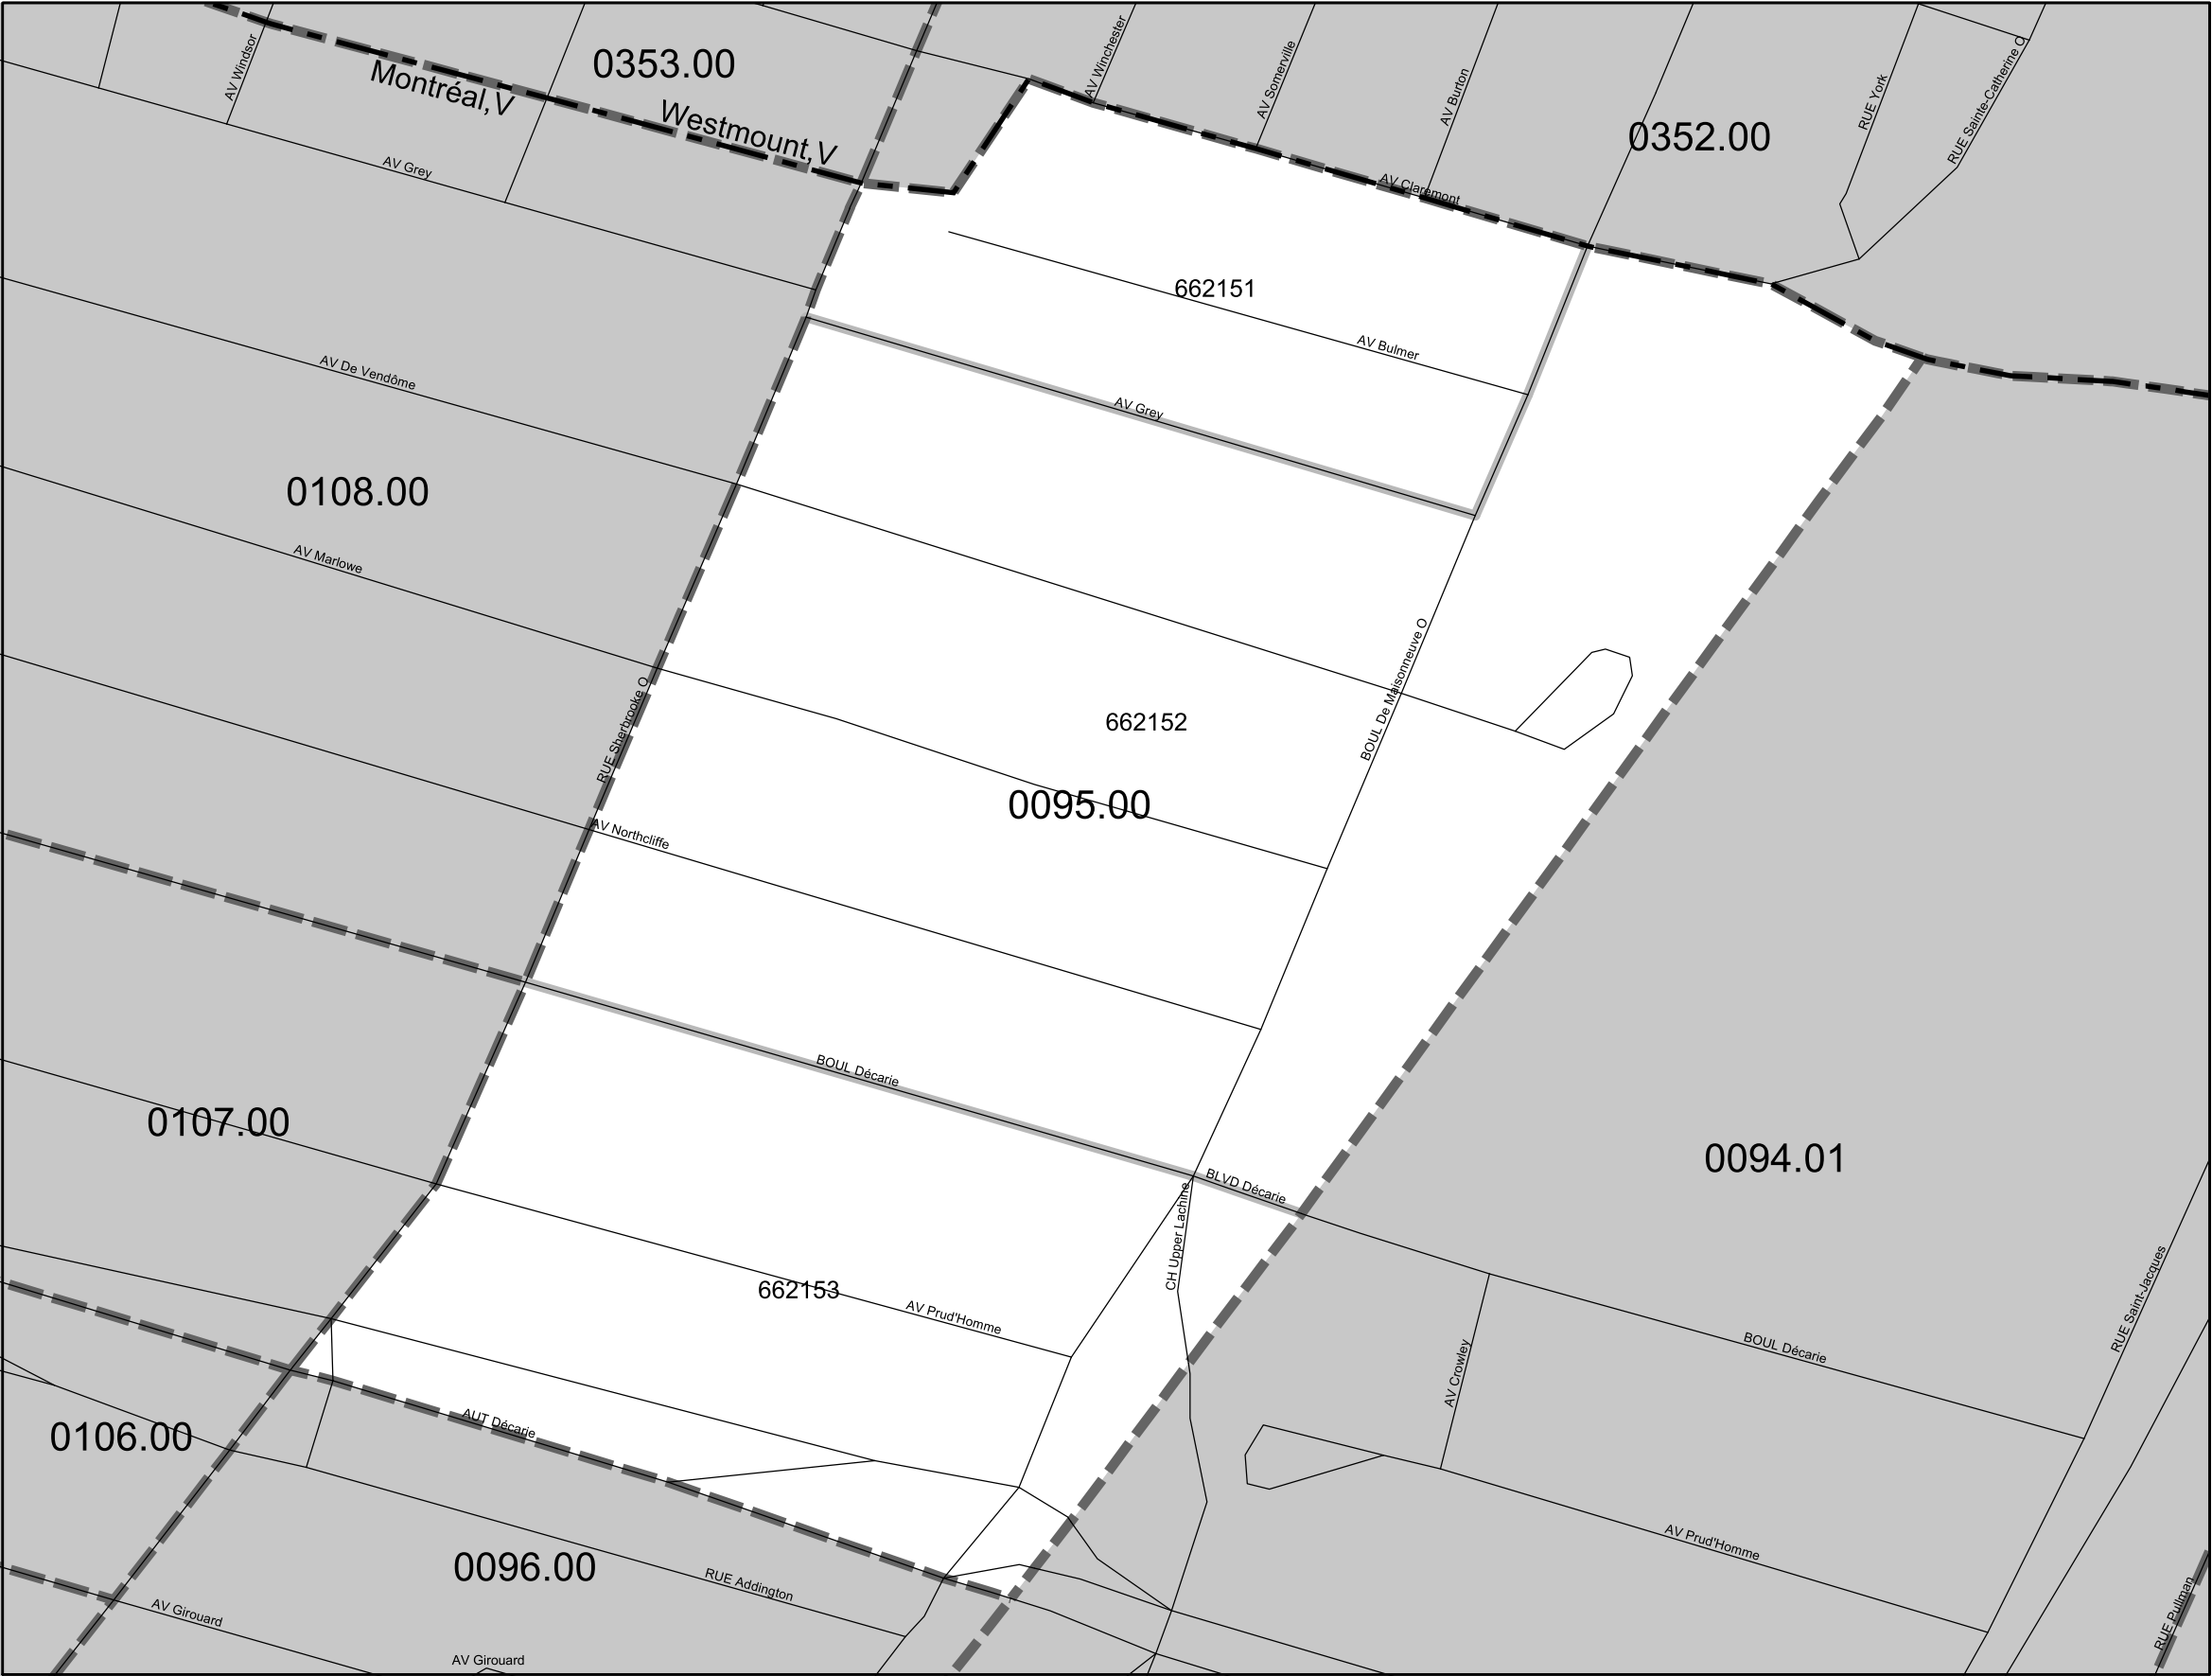 0353.00
AV Windsor
Montréal,V
Westmount,V
AV Grey
AV Winchester
AV Somerville
AV Burton
0352.00
RUE York
RUE Sainte-Catherine O
AV Claremont
662151
AV Bulmer
AV Grey
AV De Vendôme
0108.00
AV Marlowe
RUE Sherbrooke O
662152
BOUL De Maisonneuve O
0095.00
AV Northcliffe
BOUL Décarie
0107.00
BLVD Décarie
CH Upper Lachine
0094.01
662153
AV Prud'Homme
RUE Saint-Jacques
BOUL Décarie
AV Crowley
AUT Décarie
0106.00
0096.00
RUE Addington
AV Prud'Homme
AV Girouard
AV Girouard
RUE Pullman